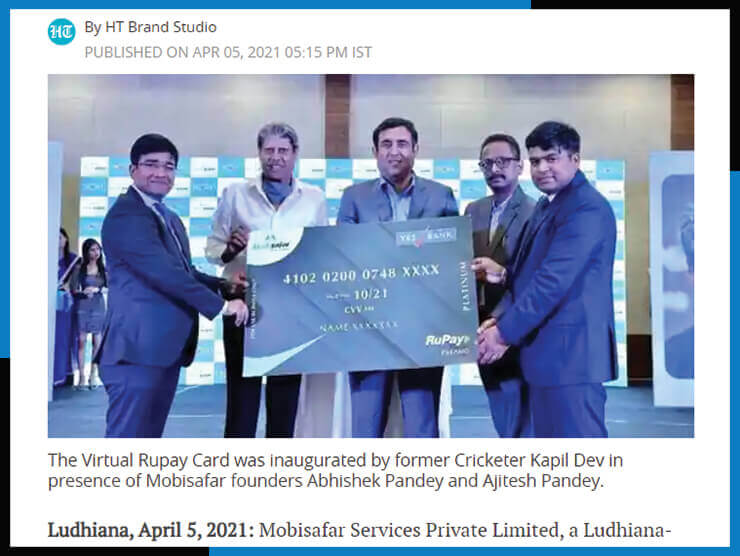 HT
By HT Brand Studio
PUBLISHED ON APR 05, 2021 05:15 PM IST
YES BANK
4102 0200 0748 XXXX
10/21
CVV
NAME XXXXXXX
PLATINUM
RuPay
The Virtual Rupay Card was inaugurated by former Cricketer Kapil Dev in
presence of Mobisafar founders Abhishek Pandey and Ajitesh Pandey.
Ludhiana, April 5, 2021: Mobisafar Services Private Limited, a Ludhiana-